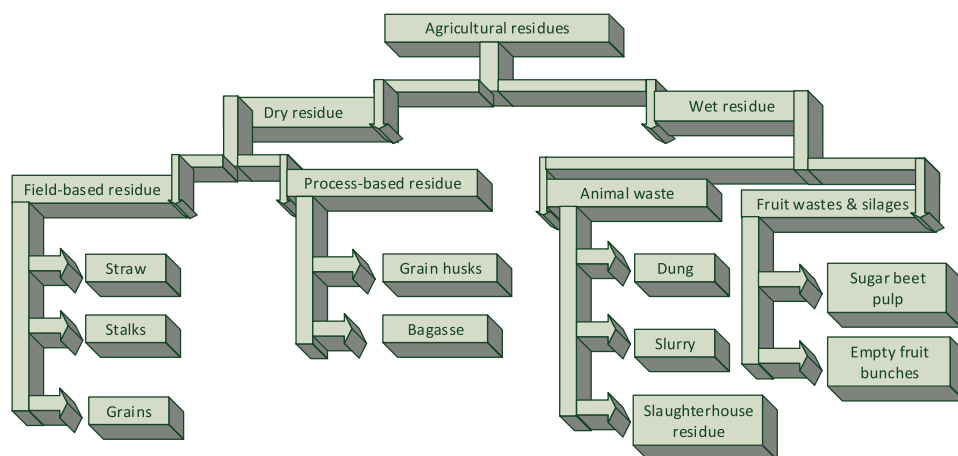 Agricultural residues
Dry residue
Wet residue
Field-based residue
Process-based residue
Animal waste
Fruit wastes & silages
Straw
Grain husks
Dung
Sugar beet
pulp
Stalks
Bagasse
Slurry
Empty fruit
bunches
Grains
Slaughterhouse
residue